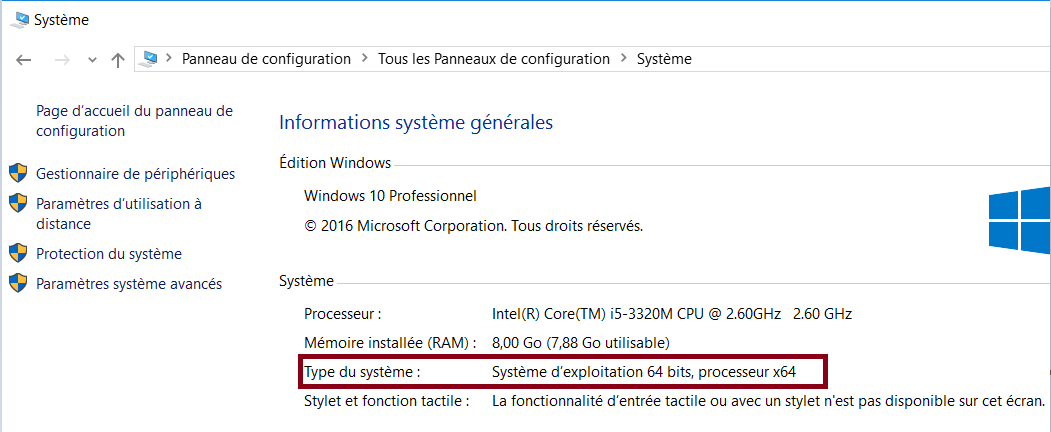 Système
Panneau de configuration > Tous les Panneaux de configuration > Système
Page d'accueil du panneau de
configuration
Gestionnaire de périphériques
Paramètres d'utilisation à
distance
Protection du système
Paramètres système avancés
Informations système générales
Édition Windows
Windows 10 Professionnel
© 2016 Microsoft Corporation. Tous droits réservés.
Système
Processeur : Intel(R) Core(TM) i5-3320M CPU @ 2.60GHz 2.60 GHz
Mémoire installée (RAM) : 8,00 Go (7,88 Go utilisable)
Type du système : Système d'exploitation 64 bits, processeur x64
Stylet et fonction tactile : La fonctionnalité d'entrée tactile ou avec un stylet n'est pas disponible sur cet écran.